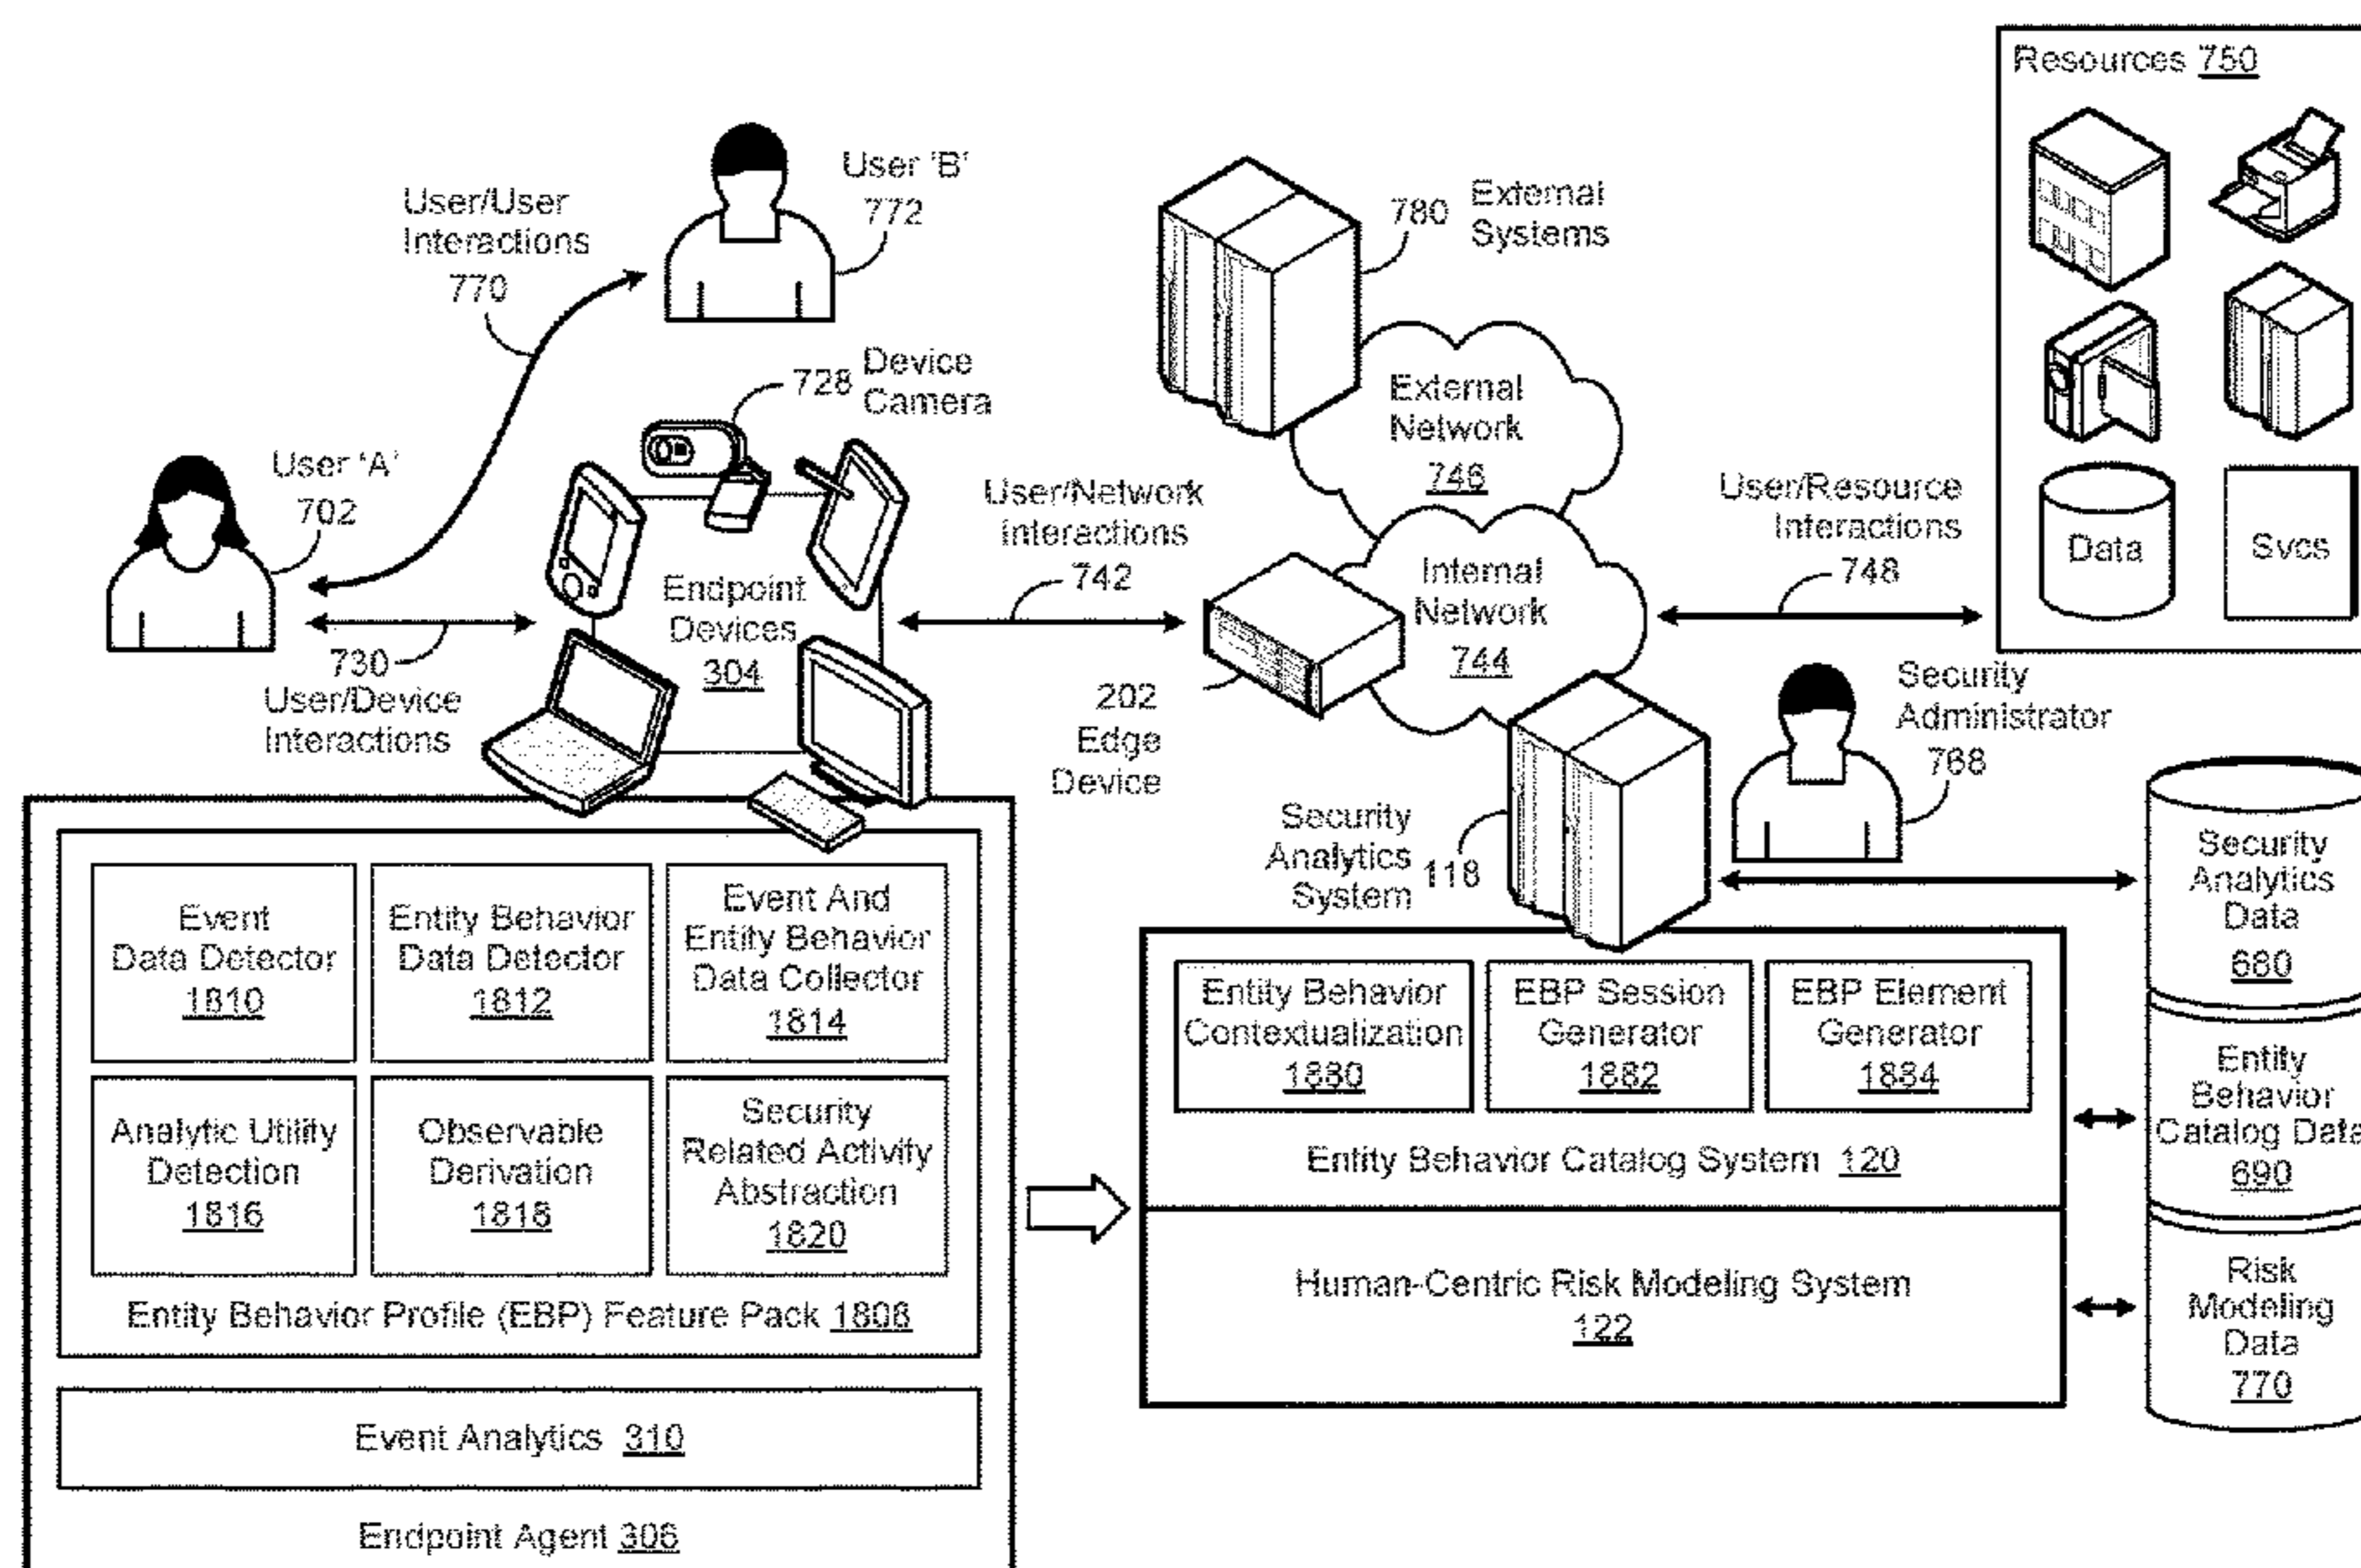 Resources 750
User 'B'
772
User/User
Interactions
770
780
External
Systems
728
Device
Camera
External
Network
746
User 'A'
702
User/Network
Interactions
742
User/Resource
Interactions
748
Data
Svcs
Endpoint
Devices
304
Internal
Network
744
730
User/Device
Interactions
202
Edge
Device
Security
Administrator
768
Security
Analytics
System
118
Security
Analytics
Data
680
Event
Data Detector
1810
Entity Behavior
Data Detector
1812
Event And
Entity Behavior
Data Collector
1814
Entity Behavior
Contextualization
1880
EBP Session
Generator
1882
EBP Element
Generator
1884
Entity
Behavior
Catalog Data
690
Analytic Utility
Detection
1816
Observable
Derivation
1818
Security
Related Activity
Abstraction
1820
Entity Behavior Catalog System 120
Human-Centric Risk Modeling System
122
Risk
Modeling
Data
770
Entity Behavior Profile (EBP) Feature Pack 1808
Event Analytics 310
Endpoint Agent 306